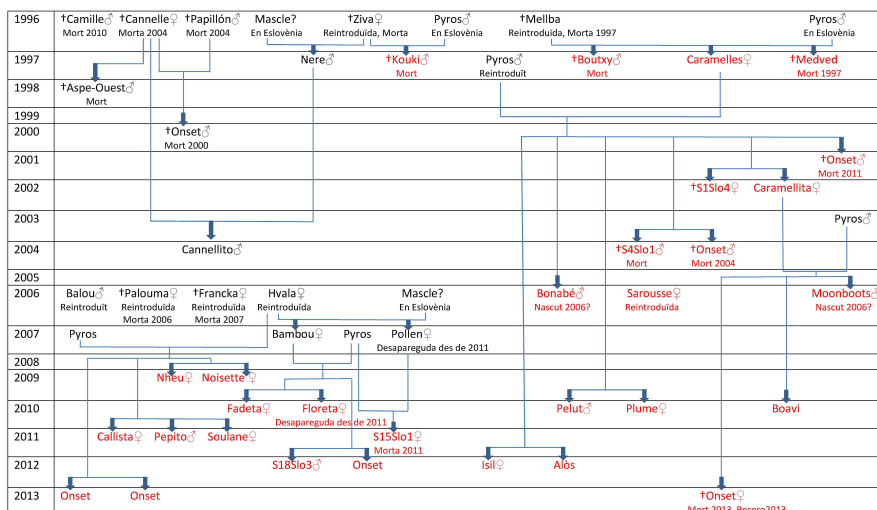 1996
†Camille♂ †Cannelle♀ †Papillón♂ Mascle? †Ziva♀ Pyros♂ †Mellba Pyros♂
Mort 2010 Morta 2004 Mort 2004 En Eslovènia Reintroduïda, Morta En Eslovènia Reintroduïda, Morta 1997 En Eslovènia
1997 Nere♂ †Kouki♂ Pyros♂ †Boutxy♂ Caramelles♀ †Medved
Mort Reintroduït Mort Mort 1997
1998 †Aspe-Ouest♂
Mort
1999
2000 †Onset♂
Mort 2000
2001 †Onset♂
Mort 2011
2002 †S1Slo4♀ Caramellita♀
2003 Pyros♂
2004 Cannellito♂ †S4Slo1♂ †Onset♂
Mort Mort 2004
2005
2006 Balou♂ †Palouma♀ †Francka♀ Hvala♀ Mascle? Bonabé♂ Sarousse♀ Moonboots♂
Reintroduït Reintroduïda Reintroduïda Reintroduïda En Eslovènia Nascut 2006? Reintroduïda Nascut 2006?
Morta 2006 Morta 2007
2007 Pyros Bambou♀ Pyros Pollen♀
Desapareguda des de 2011
2008
2009 Nheu♀ Noisette♀
2010 Fadeta♀ Floreta♀ Pelut♂ Plume♀ Boavi
Desapareguda des de 2011
2011 Callista♀ Pepito♂ Soulane♀ S15Slo1♀
Morta 2011
2012 S18Slo3♂ Onset Isil♀ Alòs
2013 Onset Onset †Onset♀
Mort 2013, Besero2013